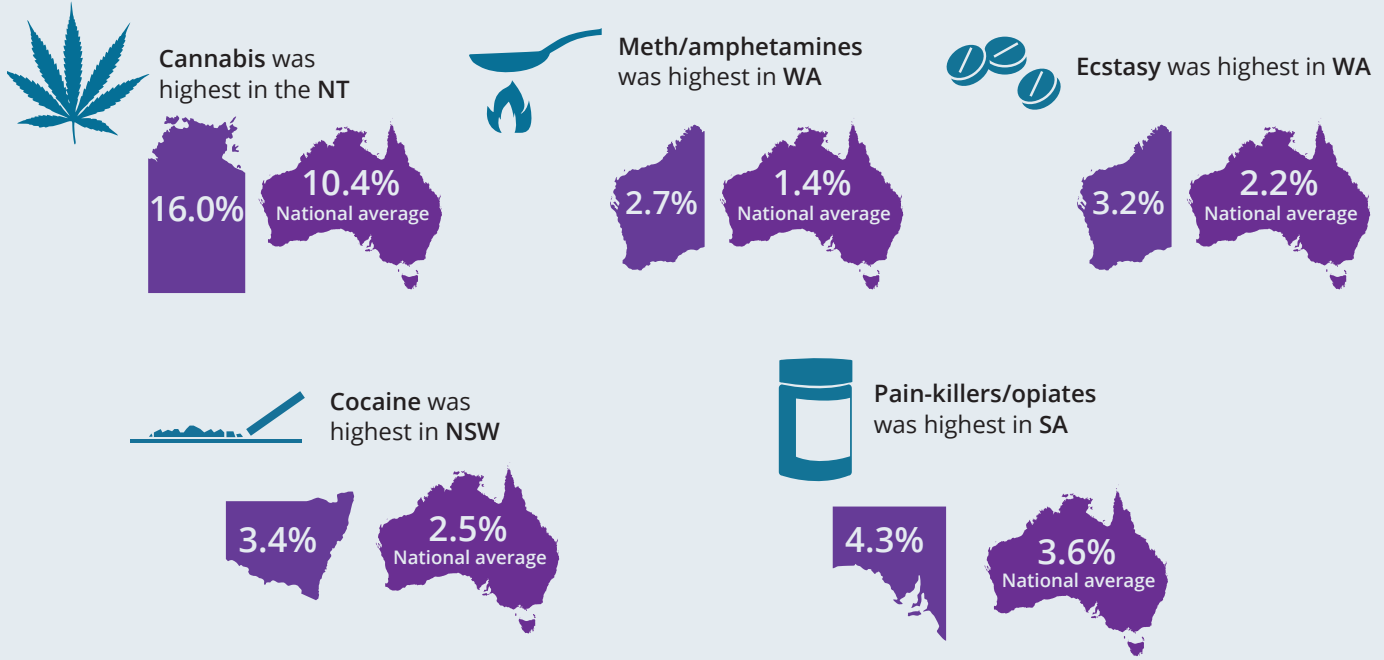 Cannabis was
highest in the NT
16.0%
10.4%
National average
Meth/amphetamines
was highest in WA
2.7%
1.4%
National average
Ecstasy was highest in WA
3.2%
2.2%
National average
Cocaine was
highest in NSW
3.4%
2.5%
National average
Pain-killers/opiates
was highest in SA
4.3%
3.6%
National average